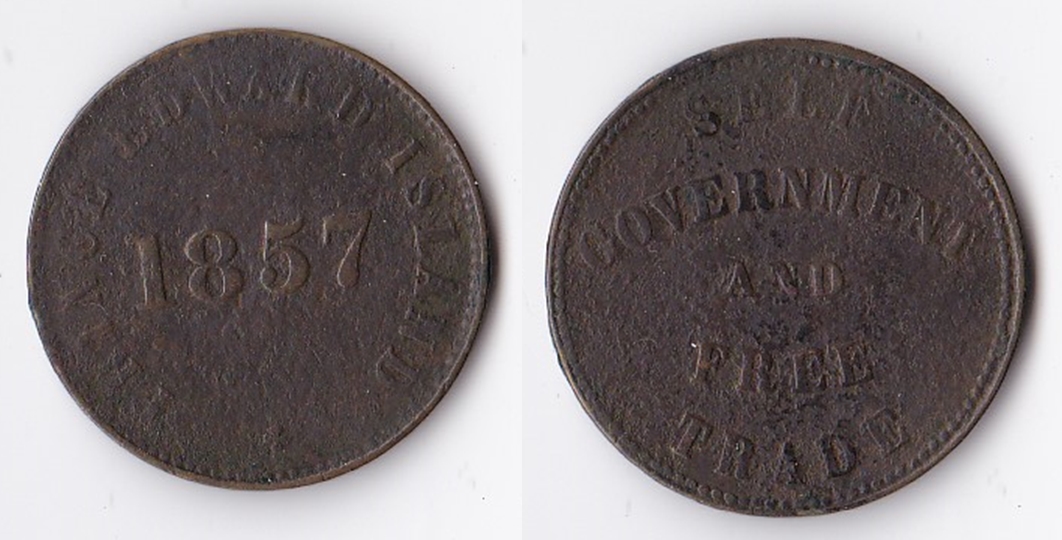 PRINCE EDWARD ISLAND
1857
SELF
GOVERNMENT
AND
FREE
TRADE